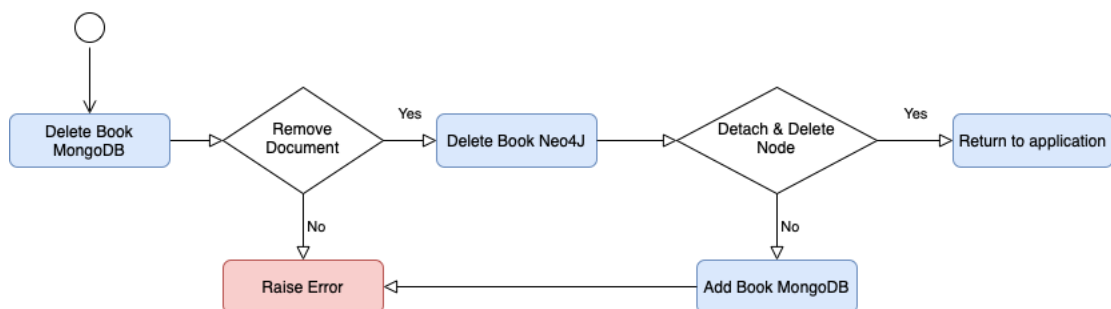 Delete Book
MongoDB
Remove
Document
Yes
Delete Book Neo4J
Detach & Delete
Node
Yes
Return to application
No
No
Raise Error
Add Book MongoDB